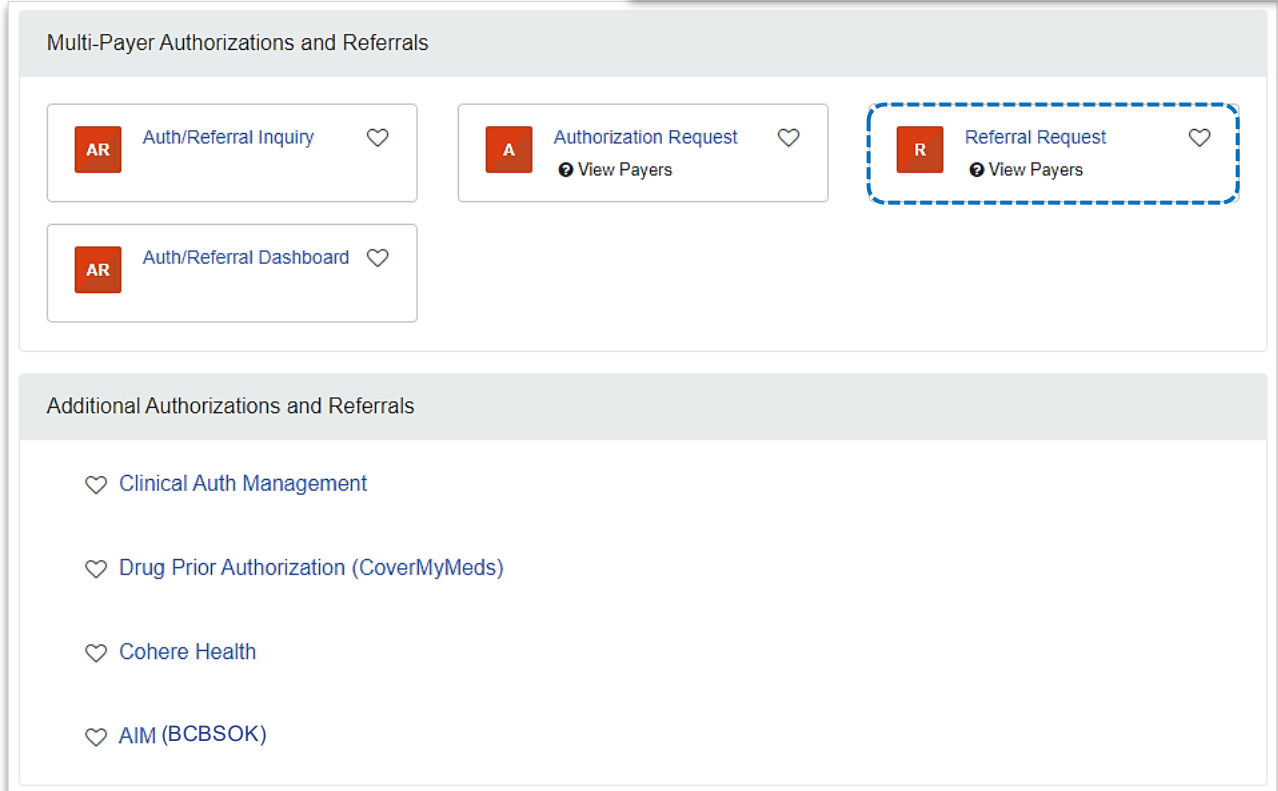 Multi-Payer Authorizations and Referrals
AR Auth/Referral Inquiry
A Authorization Request
? View Payers
R Referral Request
? View Payers
AR Auth/Referral Dashboard
Additional Authorizations and Referrals
Clinical Auth Management
Drug Prior Authorization (CoverMyMeds)
Cohere Health
AIM (BCBSOK)